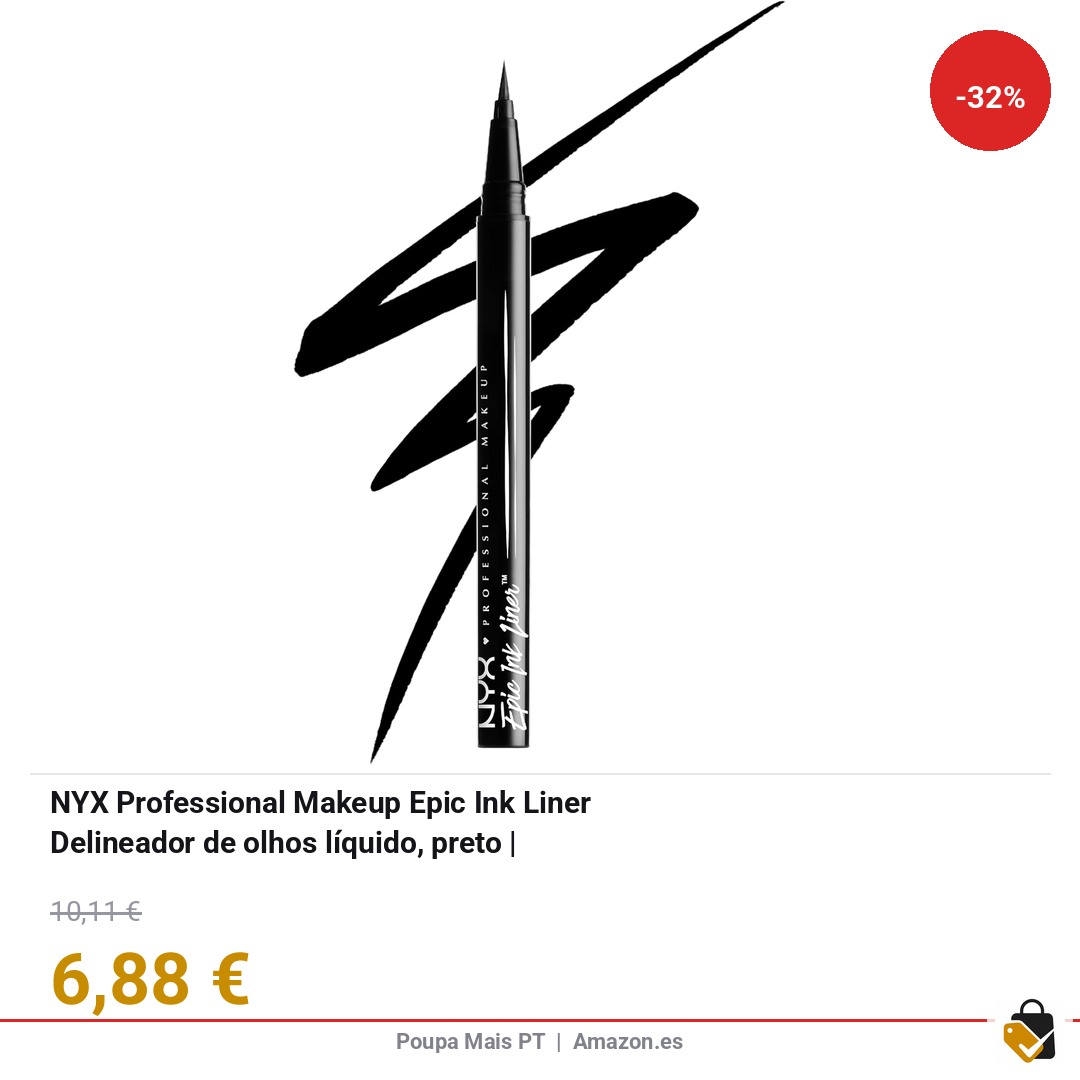 -32%
NYX ♥ PROFESSIONAL MAKEUP
Epic Ink Liner™
NYX Professional Makeup Epic Ink Liner
Delineador de olhos líquido, preto |
10,11 €
6,88 €
Poupa Mais PT | Amazon.es